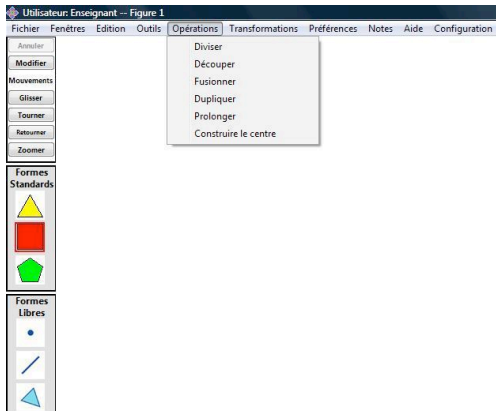 Utilisateur: Enseignant -- Figure 1
Fichier Fenêtres Edition Outils Opérations Transformations Préférences Notes Aide Configuration
Annuler
Modifier
Mouvements
Glisser
Tourner
Retourner
Zoomer
Diviser
Découper
Fusionner
Dupliquer
Prolonger
Construire le centre
Formes
Standards
Formes
Libres